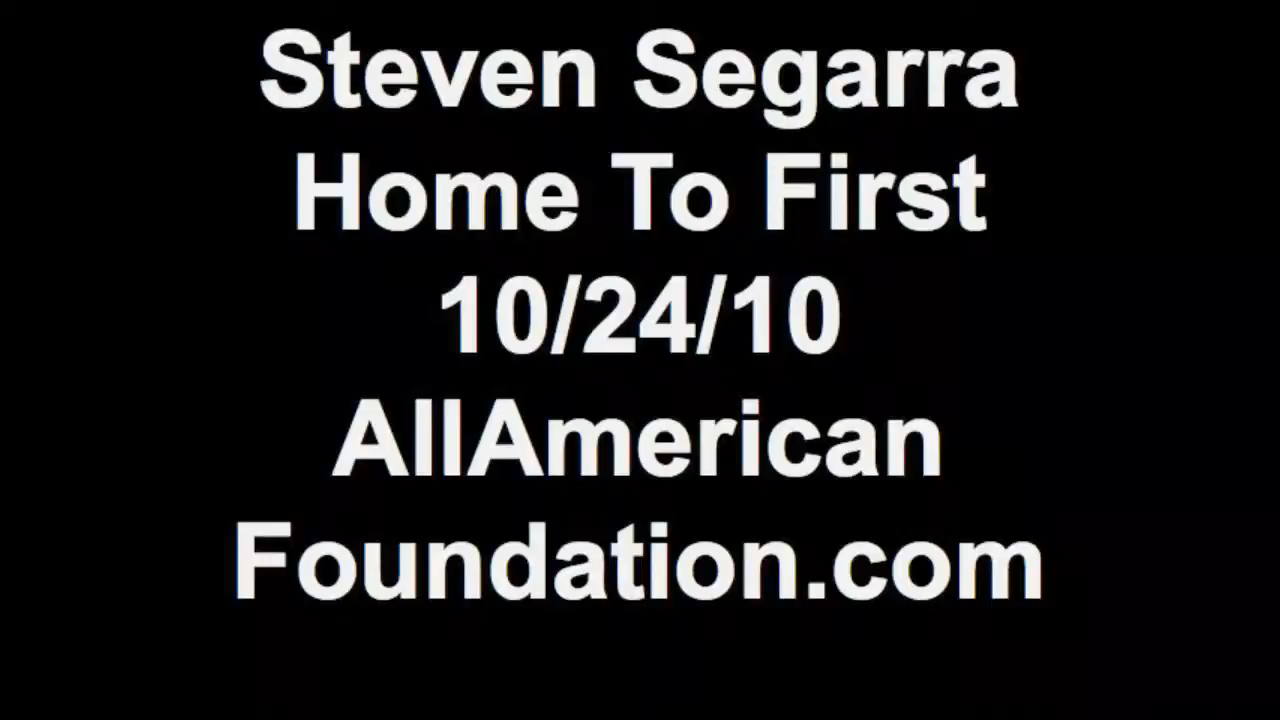 Steven Segarra
Home To First
10/24/10
AllAmerican
Foundation.com